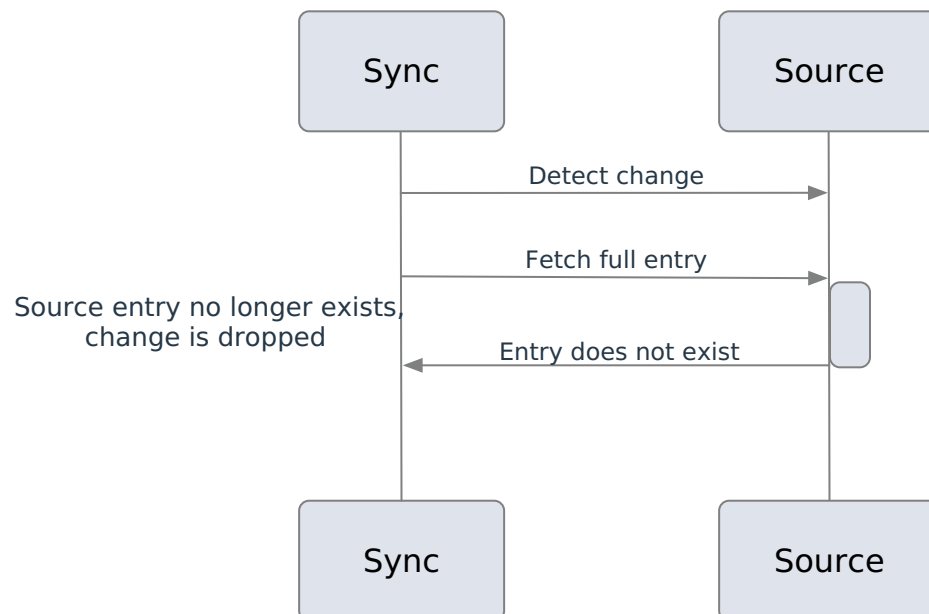 Sync
Source
Detect change
Fetch full entry
Source entry no longer exists,
change is dropped
Entry does not exist
Sync
Source